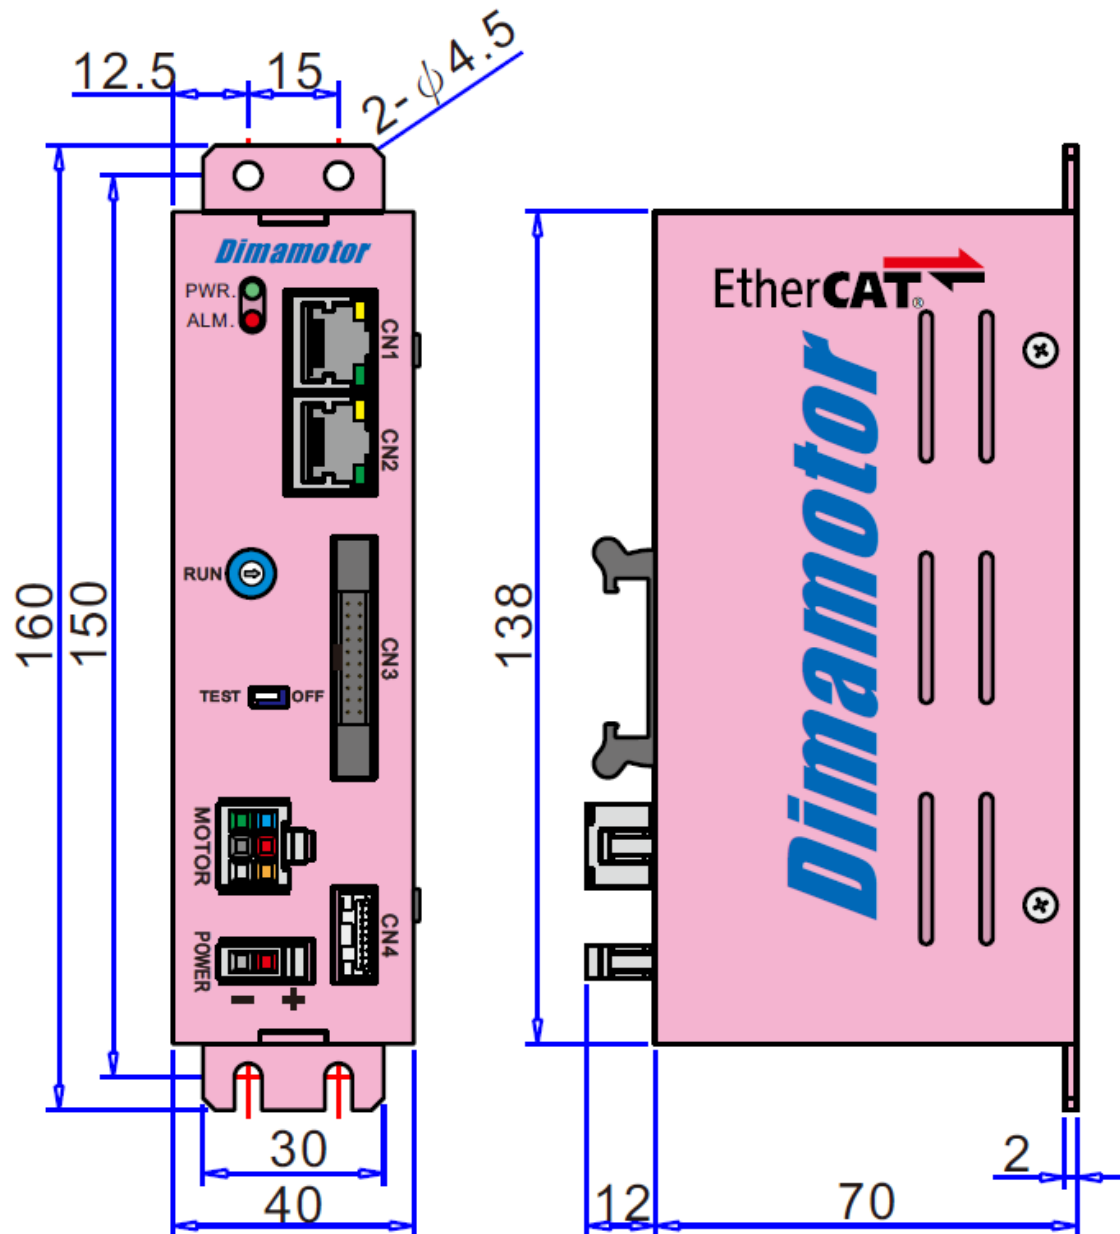 12.5
15
2-φ4.5
Dimamotor
PWR.
ALM.
CN1
CN2
RUN
CN3
TEST
OFF
MOTOR
CN4
POWER
− +
160
150
30
40
EtherCAT®
Dimamotor
138
12
70
2